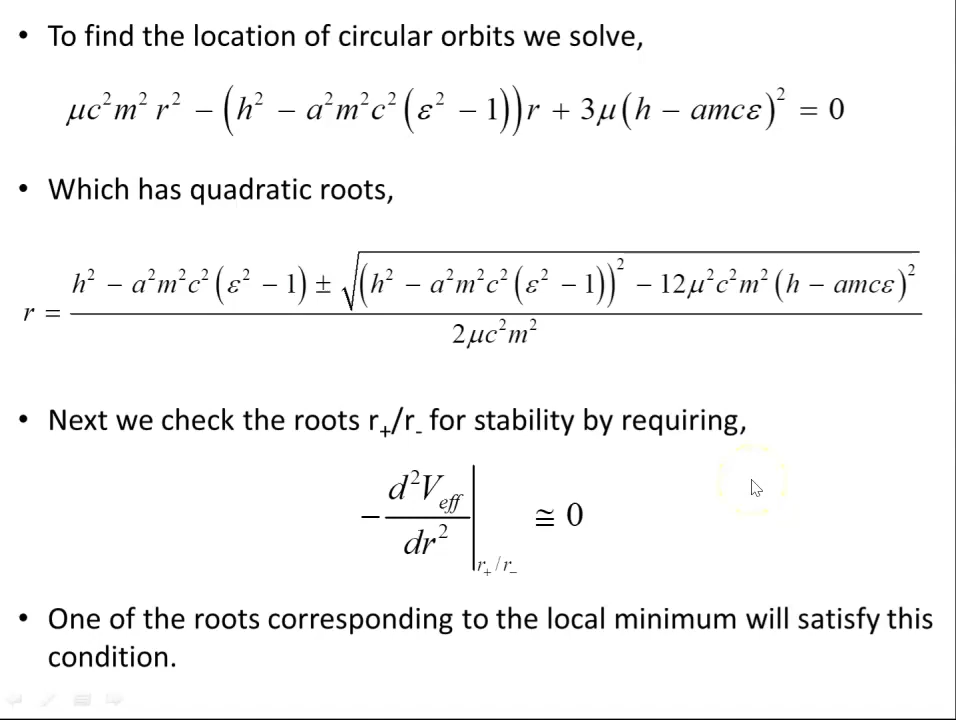 • To find the location of circular orbits we solve,
μc²m² r² − (h² − a²m²c² (ε² − 1)) r + 3μ (h − amcε)² = 0
• Which has quadratic roots,
r = (h² − a²m²c² (ε² − 1) ± √((h² − a²m²c² (ε² − 1))² − 12μ²c²m² (h − amcε)²)) / (2μc²m²)
• Next we check the roots r₊/r₋ for stability by requiring,
− d²V_eff / dr² |_{r₊/r₋} ≅ 0
• One of the roots corresponding to the local minimum will satisfy this
condition.